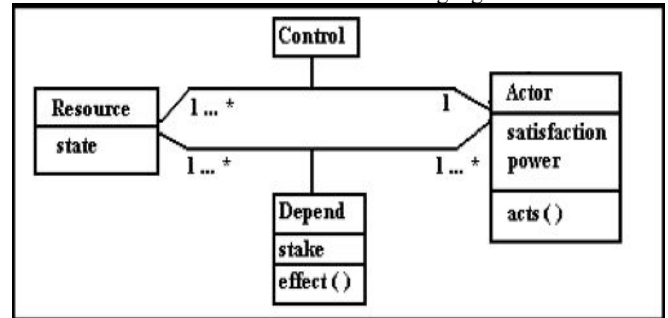 Control
Resource
state
1 ... *
1
Actor
satisfaction
power
acts ( )
1 ... *
1 ... *
Depend
stake
effect ( )